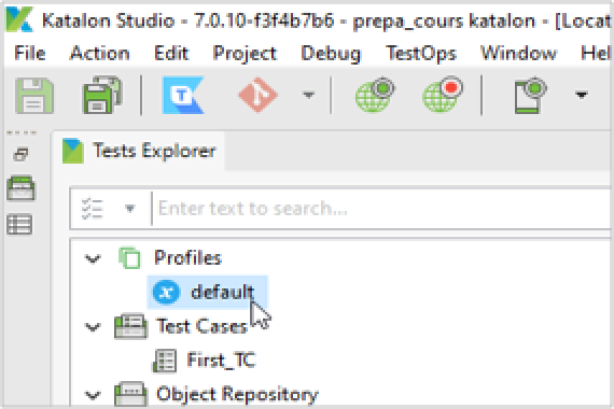 Katalon Studio - 7.0.10-f3f4b7b6 - prepa_cours katalon - [Locat
File Action Edit Project Debug TestOps Window Hel
T
Tests Explorer
Enter text to search...
Profiles
x default
Test Cases
First_TC
Object Repository